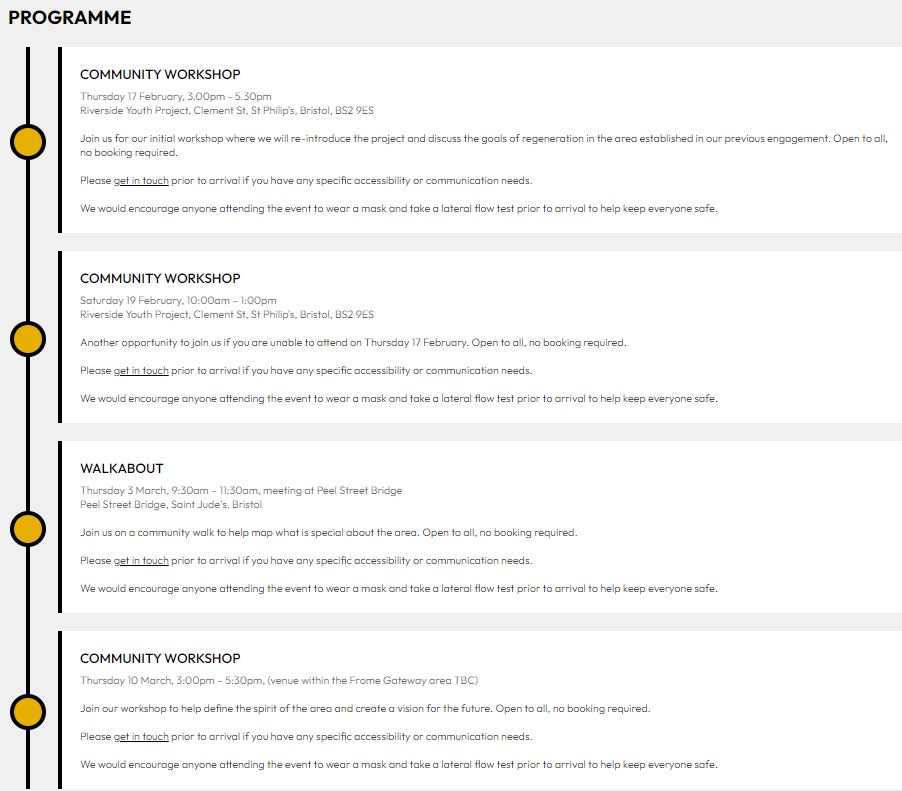 PROGRAMME
COMMUNITY WORKSHOP
Thursday 17 February, 3.00pm - 5.30pm
Riverside Youth Project, Clement St, St Philip's, Bristol, BS2 9ES
Join us for our initial workshop where we will re-introduce the project and discuss the goals of regeneration in the area established in our previous engagement. Open to all,
no booking required.
Please get in touch prior to arrival if you have any specific accessibility or communication needs.
We would encourage anyone attending the event to wear a mask and take a lateral flow test prior to arrival to help keep everyone safe.
COMMUNITY WORKSHOP
Saturday 19 February, 10:00am – 1:00pm
Riverside Youth Project, Clement St, St Philip's, Bristol, BS2 9ES
Another opportunity to join us if you are unable to attend on Thursday 17 February. Open to all, no booking required.
Please get in touch prior to arrival if you have any specific accessibility or communication needs.
We would encourage anyone attending the event to wear a mask and take a lateral flow test prior to arrival to help keep everyone safe.
WALKABOUT
Thursday 3 March, 9:30am – 11:30am, meeting at Peel Street Bridge
Peel Street Bridge, Saint Jude's, Bristol
Join us on a community walk to help map what is special about the area. Open to all, no booking required.
Please get in touch prior to arrival if you have any specific accessibility or communication needs.
We would encourage anyone attending the event to wear a mask and take a lateral flow test prior to arrival to help keep everyone safe.
COMMUNITY WORKSHOP
Thursday 10 March, 3:00pm – 5:30pm, (venue within the Frome Gateway area TBC)
Join our workshop to help define the spirit of the area and create a vision for the future. Open to all, no booking required.
Please get in touch prior to arrival if you have any specific accessibility or communication needs.
We would encourage anyone attending the event to wear a mask and take a lateral flow test prior to arrival to help keep everyone safe.